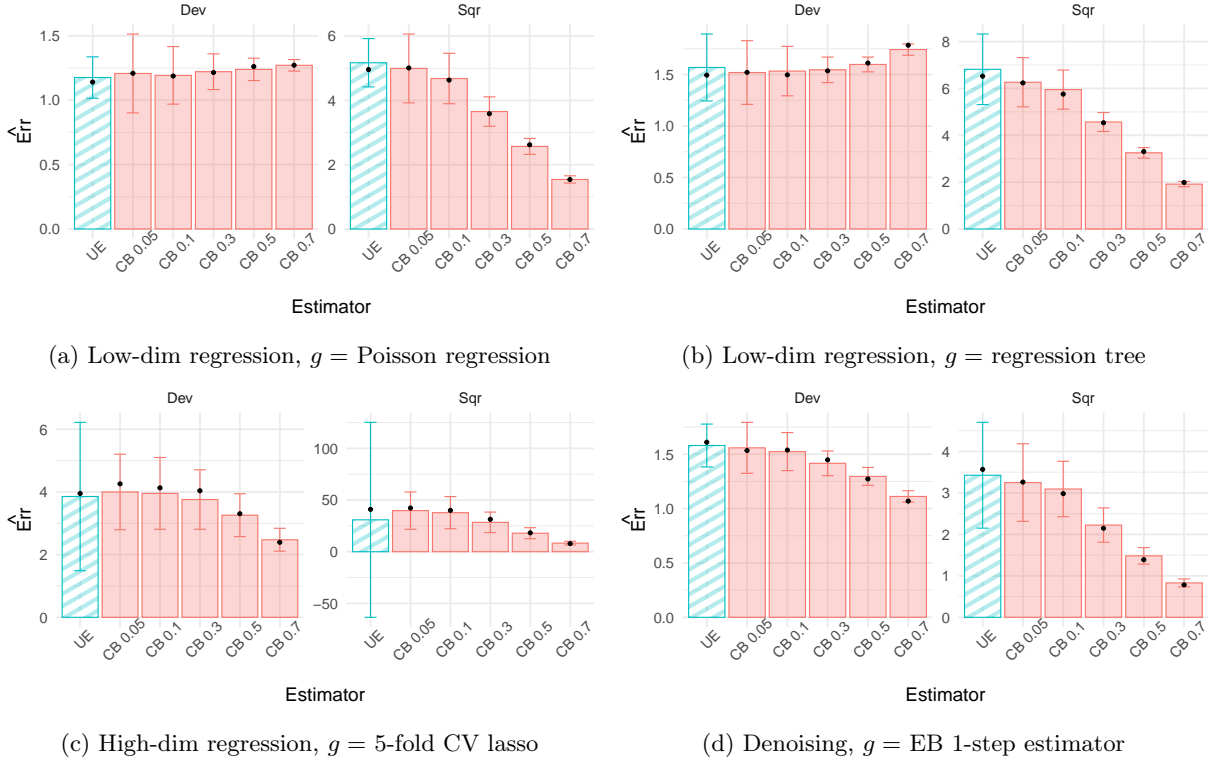 Dev
Sqr
1.5
1.0
0.5
0.0
6
4
2
0
Êrr
UE
CB 0.05
CB 0.1
CB 0.3
CB 0.5
CB 0.7
UE
CB 0.05
CB 0.1
CB 0.3
CB 0.5
CB 0.7
Estimator
(a) Low-dim regression, g = Poisson regression
Dev
Sqr
1.5
1.0
1.5
0.0
8
6
4
2
0
Êrr
UE
CB 0.05
CB 0.1
CB 0.3
CB 0.5
CB 0.7
UE
CB 0.05
CB 0.1
CB 0.3
CB 0.5
CB 0.7
Estimator
(b) Low-dim regression, g = regression tree
Dev
Sqr
6
4
2
0
100
50
0
−50
Êrr
UE
CB 0.05
CB 0.1
CB 0.3
CB 0.5
CB 0.7
UE
CB 0.05
CB 0.1
CB 0.3
CB 0.5
CB 0.7
Estimator
(c) High-dim regression, g = 5-fold CV lasso
Dev
Sqr
1.5
1.0
0.5
0.0
4
3
2
1
0
Êrr
UE
CB 0.05
CB 0.1
CB 0.3
CB 0.5
CB 0.7
UE
CB 0.05
CB 0.1
CB 0.3
CB 0.5
CB 0.7
Estimator
(d) Denoising, g = EB 1-step estimator